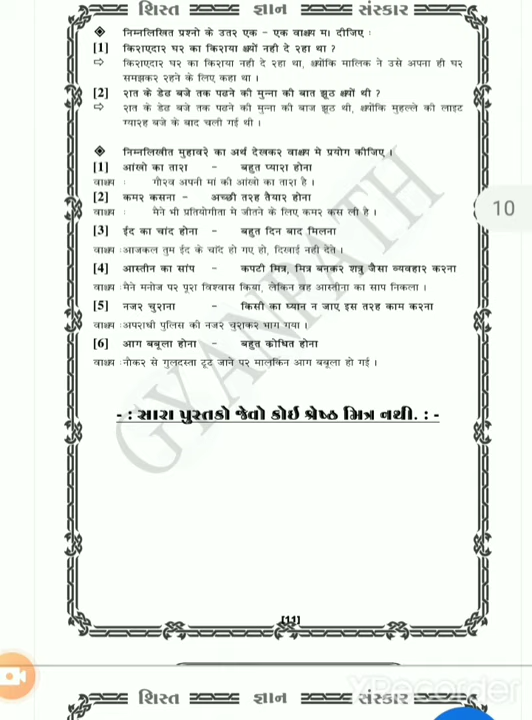 शिस्त ज्ञान संस्कार
❖ निम्नलिखित प्रश्नो के उतर एक - एक वाक्य म। दीजिए :
[1] किराएदार घर का किराया क्यों नही दे रहा था ?
⇨ किराएदार घर का किराया नही दे रहा था, क्योंकि मालिक ने उसे अपना ही घर
समझकर रहने के लिए कहा था ।
[2] रात के डेढ बजे तक पढने की मुन्ना की बात झूठ क्यों थी ?
⇨ रात के डेढ बजे तक पढने की मुन्ना की बाज झूठ थी, क्योंकि मुहल्ले की लाइट
ग्यारह बजे के बाद चली गई थी ।
❖ निम्नलिखीत मुहावरे का अर्थ देखकर वाक्य मे प्रयोग कीजिए ।
[1] आंखो का तारा - बहुत प्यारा होना
वाक्य : गौरव अपनी मां की आंखो का तारा है ।
[2] कमर कसना - अच्छी तरह तैयार होना
वाक्य : मैने भी प्रतियोगीता मे जीतने के लिए कमर कस ली है ।
[3] ईद का चांद होना - बहुत दिन बाद मिलना
वाक्य :आजकल तुम ईद के चाँद हो गए हो, दिखाई नही देते ।
[4] आस्तीन का सांप - कपटी मित्र, मित्र बनकर शत्रु जैसा व्यवहार करना
वाक्य :मैने मनोज पर पूरा विश्वास किया, लेकिन वह आस्तीना का साप निकला ।
[5] नजर चुराना - किसी का ध्यान न जाए इस तरह काम करना
वाक्य :अपराधी पुलिस की नजर चुराकर भाग गया ।
[6] आग बबूला होना - बहुत क्रोधित होना
वाक्य :नौकर से गुलदस्ता टूट जाने पर मालकिन आग बबूला हो गई ।
- : સારા પુસ્તકો જેવો કોઈ શ્રેષ્ઠ મિત્ર નથી. : -
GYANPATH
10
[11]
XRecorder
शिस्त ज्ञान संस्कार